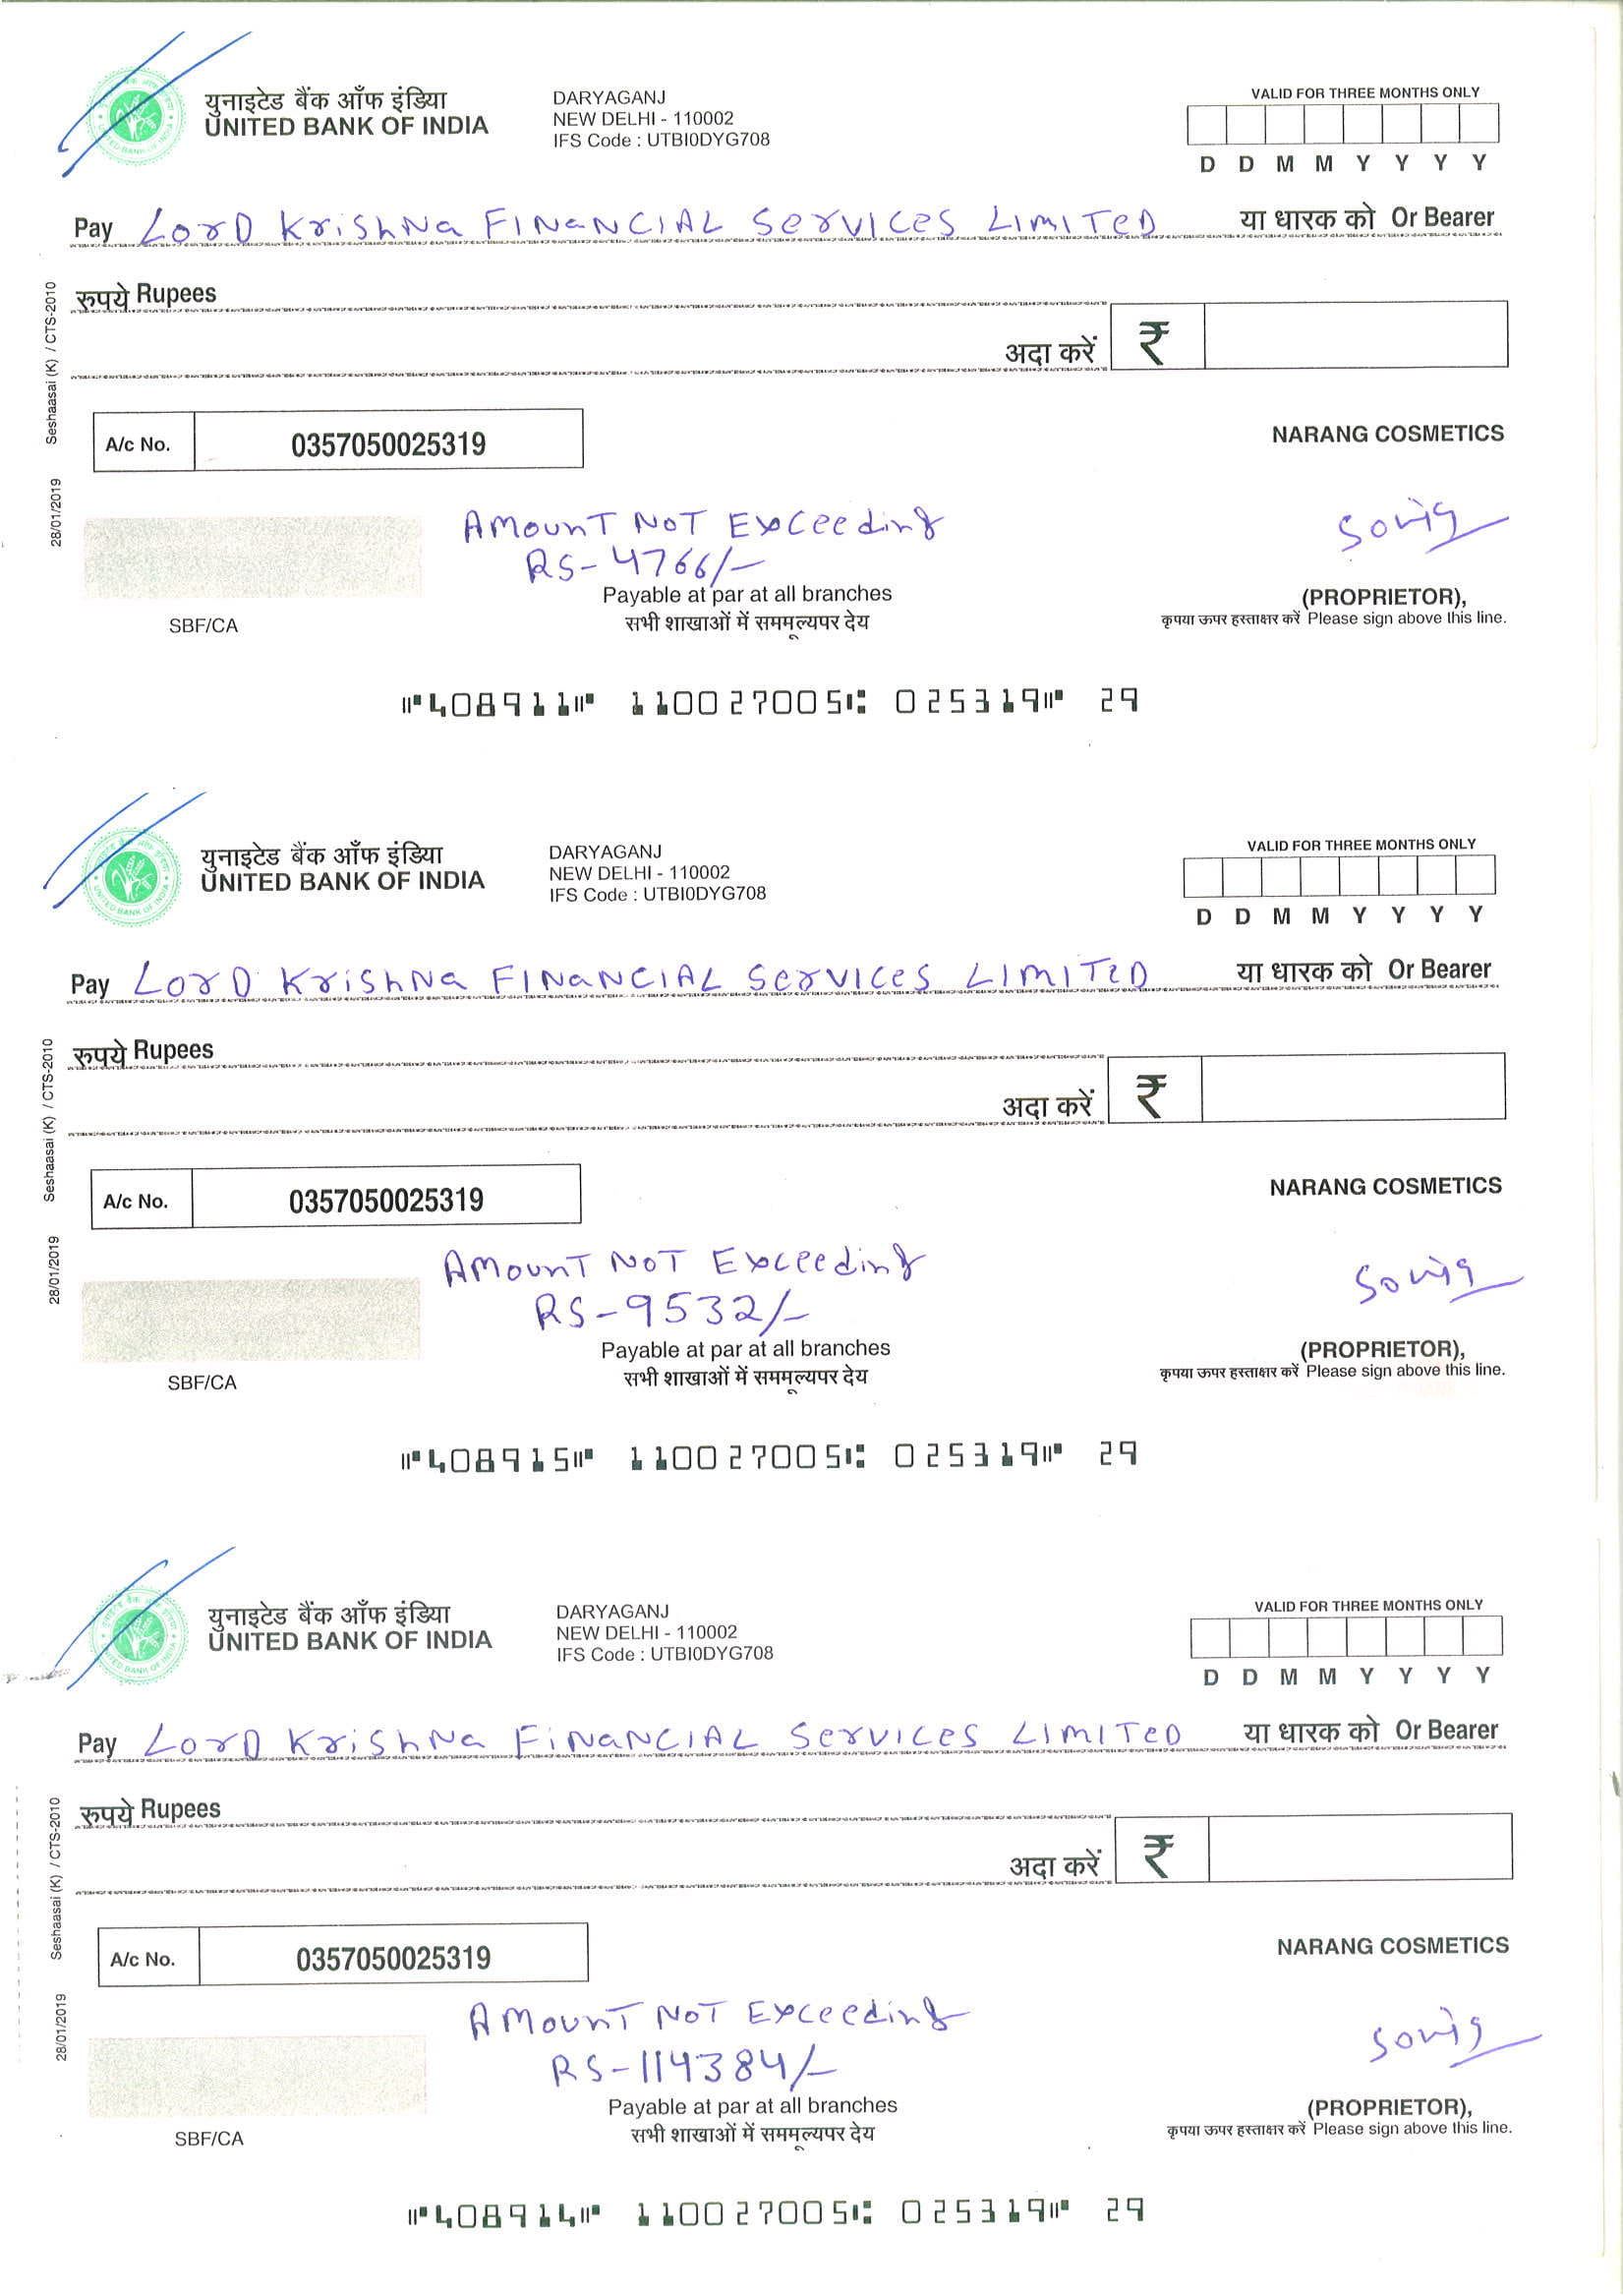 युनाइटेड बैंक ऑफ इंडिया
UNITED BANK OF INDIA
DARYAGANJ
NEW DELHI - 110002
IFS Code : UTBI0DYG708
VALID FOR THREE MONTHS ONLY
D D M M Y Y Y Y
Pay LORD KRISHNA FINANCIAL SERVICES LIMITED या धारक को Or Bearer
रुपये Rupees
अदा करें ₹
A/c No. 0357050025319
NARANG COSMETICS
Seshaasai (K) / CTS-2010
28/01/2019
AMOUNT NOT Exceeding
RS-4766/-
Sonig
Payable at par at all branches
सभी शाखाओं में सममूल्यपर देय
(PROPRIETOR),
कृपया ऊपर हस्ताक्षर करें Please sign above this line.
SBF/CA
⑈408911⑈ 110027005⑆ 025319⑈ 29
युनाइटेड बैंक ऑफ इंडिया
UNITED BANK OF INDIA
DARYAGANJ
NEW DELHI - 110002
IFS Code : UTBI0DYG708
VALID FOR THREE MONTHS ONLY
D D M M Y Y Y Y
Pay LORD KRISHNA FINANCIAL SERVICES LIMITED या धारक को Or Bearer
रुपये Rupees
अदा करें ₹
A/c No. 0357050025319
NARANG COSMETICS
Seshaasai (K) / CTS-2010
28/01/2019
AMOUNT NOT Exceeding
RS-9532/-
Sonig
Payable at par at all branches
सभी शाखाओं में सममूल्यपर देय
(PROPRIETOR),
कृपया ऊपर हस्ताक्षर करें Please sign above this line.
SBF/CA
⑈408915⑈ 110027005⑆ 025319⑈ 29
युनाइटेड बैंक ऑफ इंडिया
UNITED BANK OF INDIA
DARYAGANJ
NEW DELHI - 110002
IFS Code : UTBI0DYG708
VALID FOR THREE MONTHS ONLY
D D M M Y Y Y Y
Pay LORD KRISHNA FINANCIAL SERVICES LIMITED या धारक को Or Bearer
रुपये Rupees
अदा करें ₹
A/c No. 0357050025319
NARANG COSMETICS
Seshaasai (K) / CTS-2010
28/01/2019
AMOUNT NOT Exceeding
RS-114384/-
Sonig
Payable at par at all branches
सभी शाखाओं में सममूल्यपर देय
(PROPRIETOR),
कृपया ऊपर हस्ताक्षर करें Please sign above this line.
SBF/CA
⑈408914⑈ 110027005⑆ 025319⑈ 29